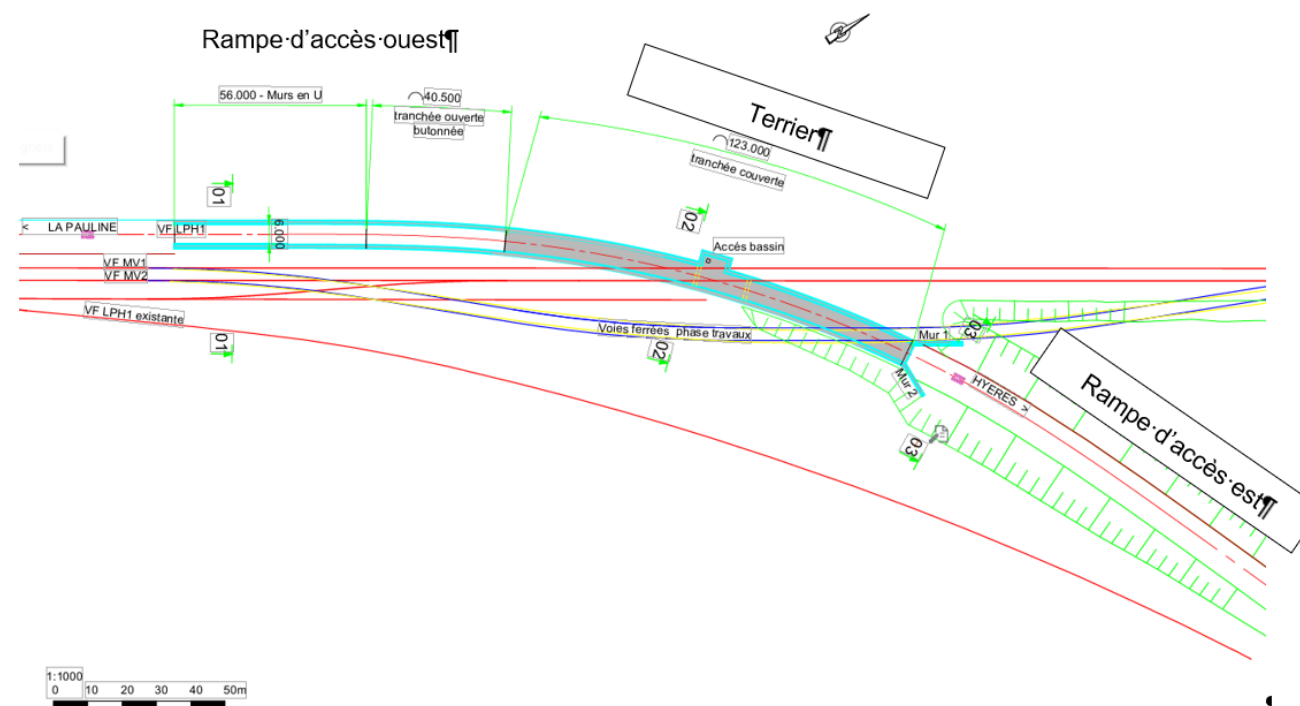 Rampe·d'accès·ouest¶
56.000 - Murs en U
40.500
tranchée ouverte
butonnée
Terrier¶
123.000
tranchée couverte
01
02
6.000
< LA PAULINE
VF LPH1
Accés bassin
VF MV1
VF MV2
VF LPH1 existante
Voies ferrées phase travaux
01
02
03
Mur 1
Mur 2
HYERES >
Rampe·d'accès·est¶
03
1:1000
0 10 20 30 40 50m